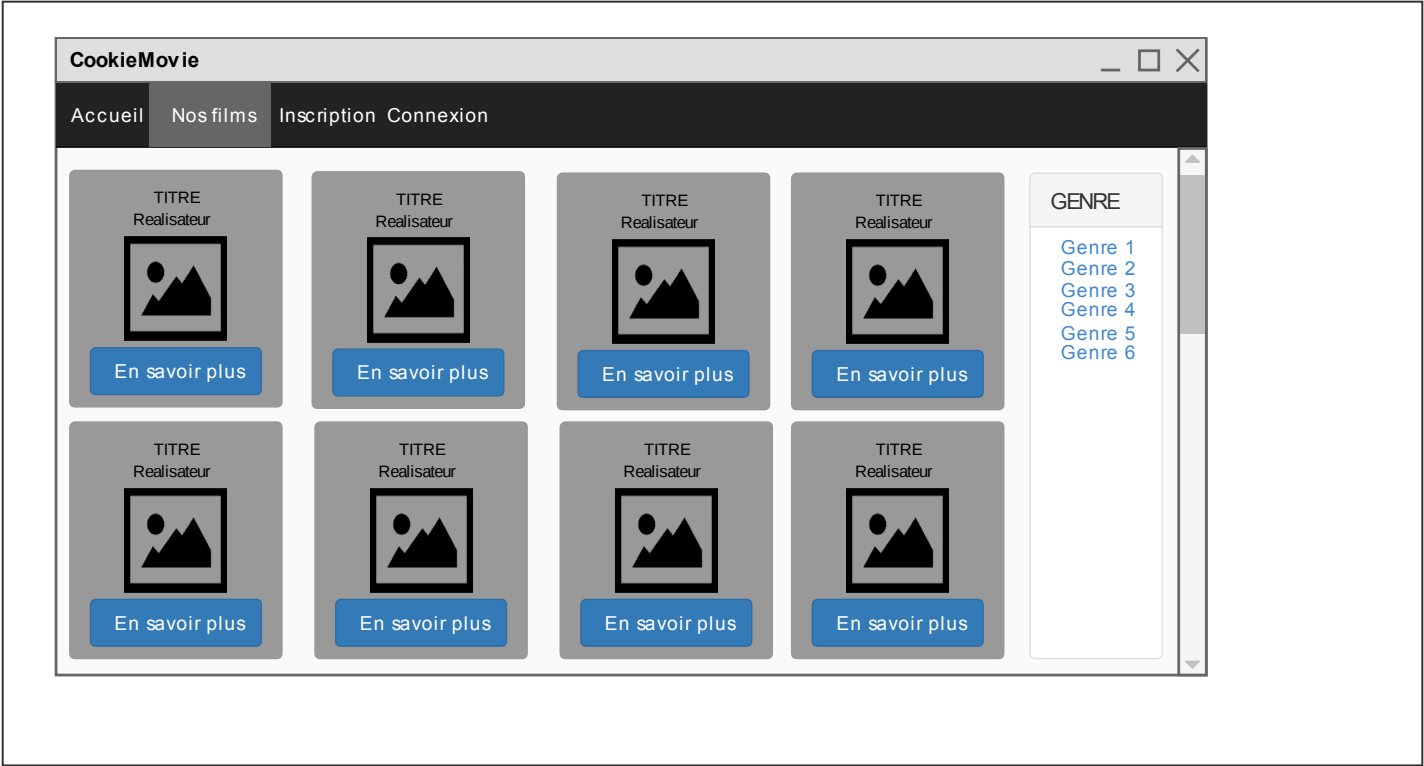 CookieMovie
Accueil Nos films Inscription Connexion
TITRE
Realisateur
En savoir plus
TITRE
Realisateur
En savoir plus
TITRE
Realisateur
En savoir plus
TITRE
Realisateur
En savoir plus
GENRE
Genre 1
Genre 2
Genre 3
Genre 4
Genre 5
Genre 6
TITRE
Realisateur
En savoir plus
TITRE
Realisateur
En savoir plus
TITRE
Realisateur
En savoir plus
TITRE
Realisateur
En savoir plus